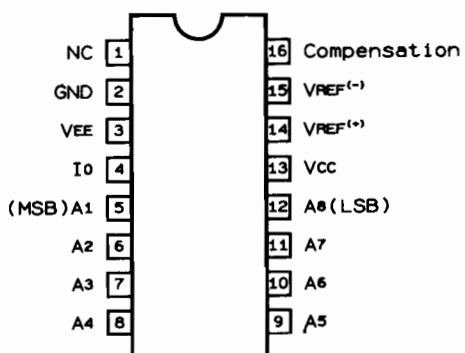 NC 1 16 Compensation
GND 2 15 VREF(-)
VEE 3 14 VREF(+)
IO 4 13 VCC
(MSB)A1 5 12 A8(LSB)
A2 6 11 A7
A3 7 10 A6
A4 8 9 A5